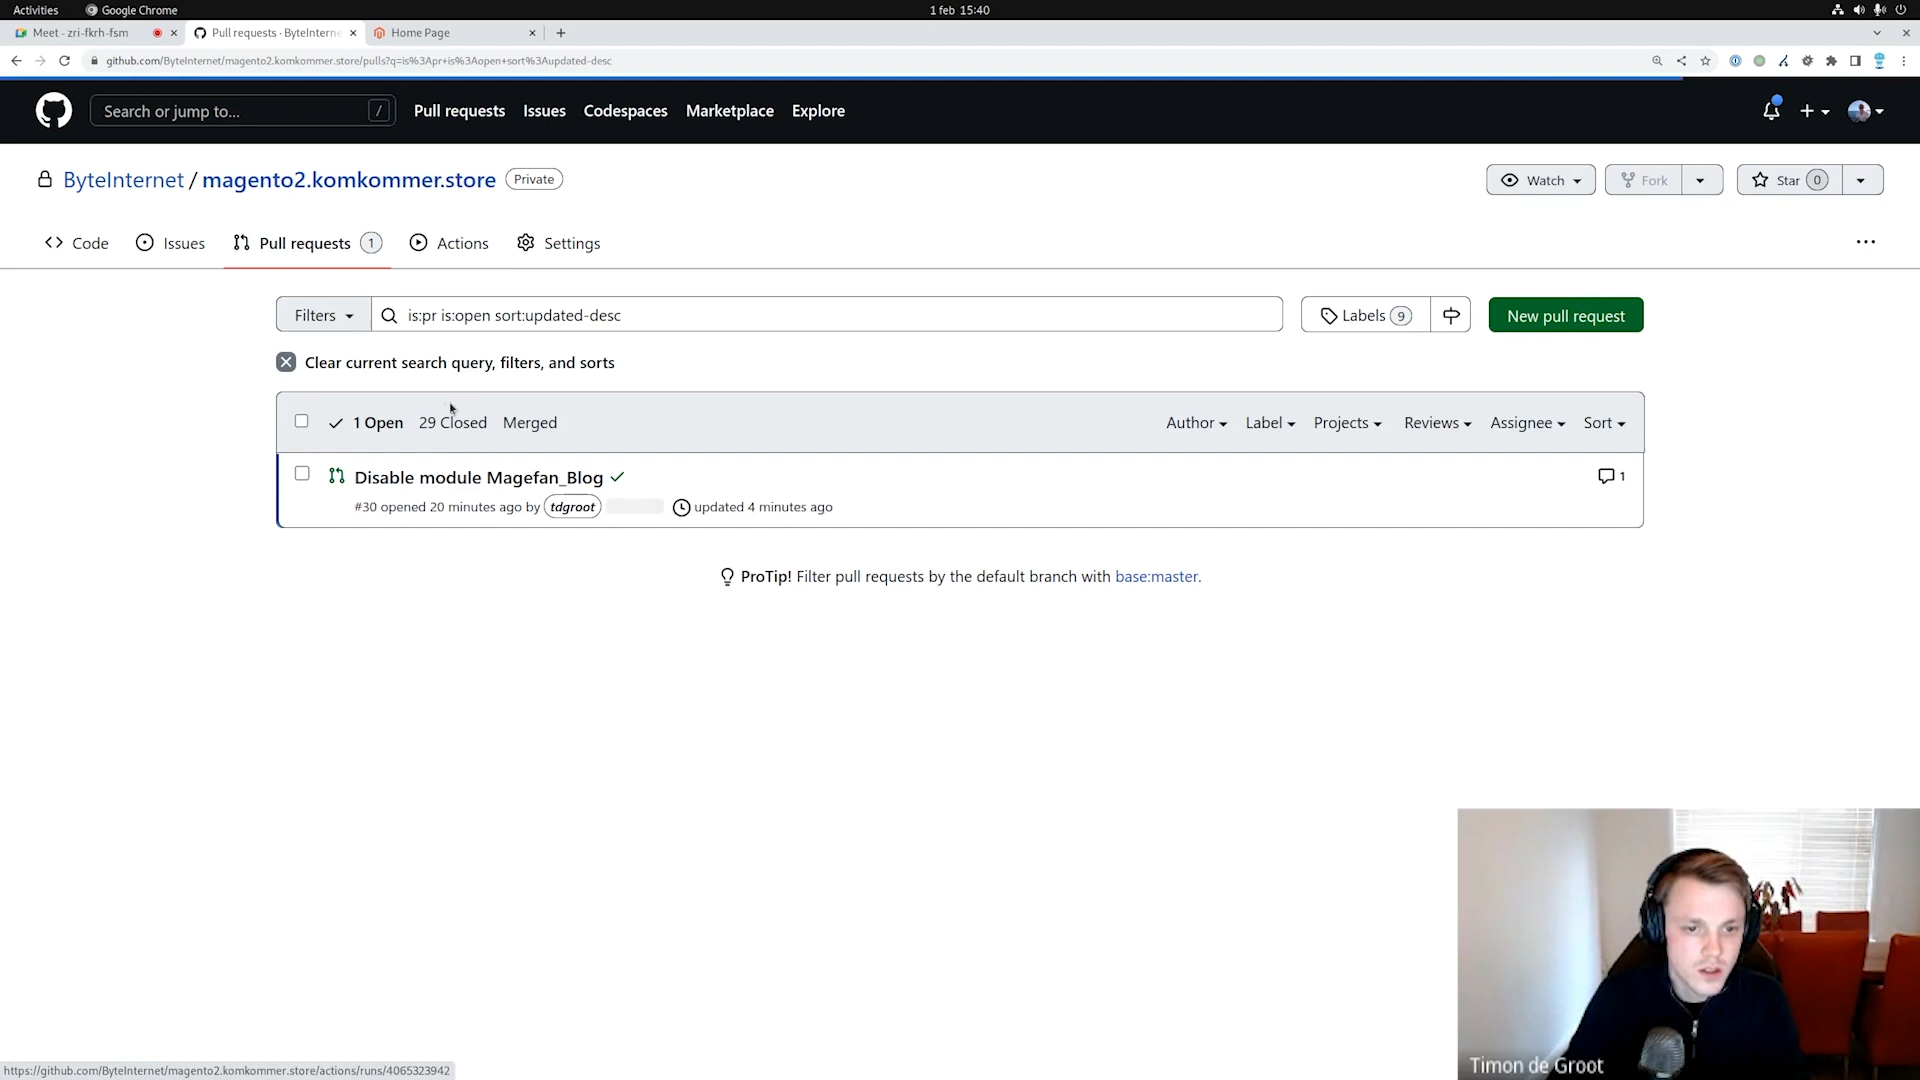 Activities
Google Chrome
1 feb 15:40
Meet - zri-fkrh-fsm
Pull requests · ByteInterne
Home Page
github.com/ByteInternet/magento2.komkommer.store/pulls?q=is%3Apr+is%3Aopen+sort%3Aupdated-desc
Search or jump to...
/
Pull requests
Issues
Codespaces
Marketplace
Explore
ByteInternet / magento2.komkommer.store
Private
Watch
Fork
Star 0
Code
Issues
Pull requests 1
Actions
Settings
Filters
is:pr is:open sort:updated-desc
Labels 9
New pull request
Clear current search query, filters, and sorts
1 Open
29 Closed
Merged
Author
Label
Projects
Reviews
Assignee
Sort
Disable module Magefan_Blog
1
#30 opened 20 minutes ago by tdgroot
updated 4 minutes ago
ProTip! Filter pull requests by the default branch with base:master.
Timon de Groot
https://github.com/ByteInternet/magento2.komkommer.store/actions/runs/4065323942